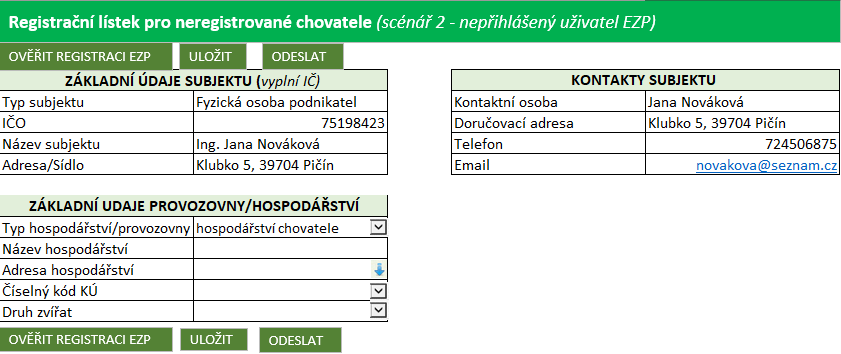 Registrační lístek pro neregistrované chovatele (scénář 2 - nepřihlášený uživatel EZP)
OVĚŘIT REGISTRACI EZP ULOŽIT ODESLAT
ZÁKLADNÍ ÚDAJE SUBJEKTU (vyplní IČ)
Typ subjektu Fyzická osoba podnikatel
IČO 75198423
Název subjektu Ing. Jana Nováková
Adresa/Sídlo Klubko 5, 39704 Pičín
KONTAKTY SUBJEKTU
Kontaktní osoba Jana Nováková
Doručovací adresa Klubko 5, 39704 Pičín
Telefon 724506875
Email novakova@seznam.cz
ZÁKLADNÍ UDAJE PROVOZOVNY/HOSPODÁŘSTVÍ
Typ hospodářství/provozovny hospodářství chovatele
Název hospodářství
Adresa hospodářství
Číselný kód KÚ
Druh zvířat
OVĚŘIT REGISTRACI EZP ULOŽIT ODESLAT